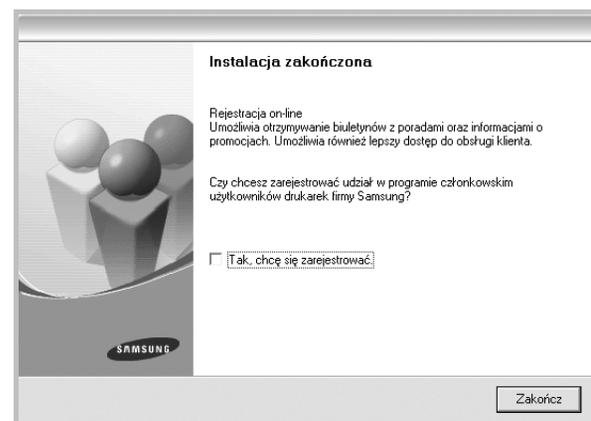 Instalacja zakończona
Rejestracja on-line
Umożliwia otrzymywanie biuletynów z poradami oraz informacjami o
promocjach. Umożliwia również lepszy dostęp do obsługi klienta.
Czy chcesz zarejestrować udział w programie członkowskim
użytkowników drukarek firmy Samsung?
Tak, chcę się zarejestrować.
SAMSUNG
Zakończ